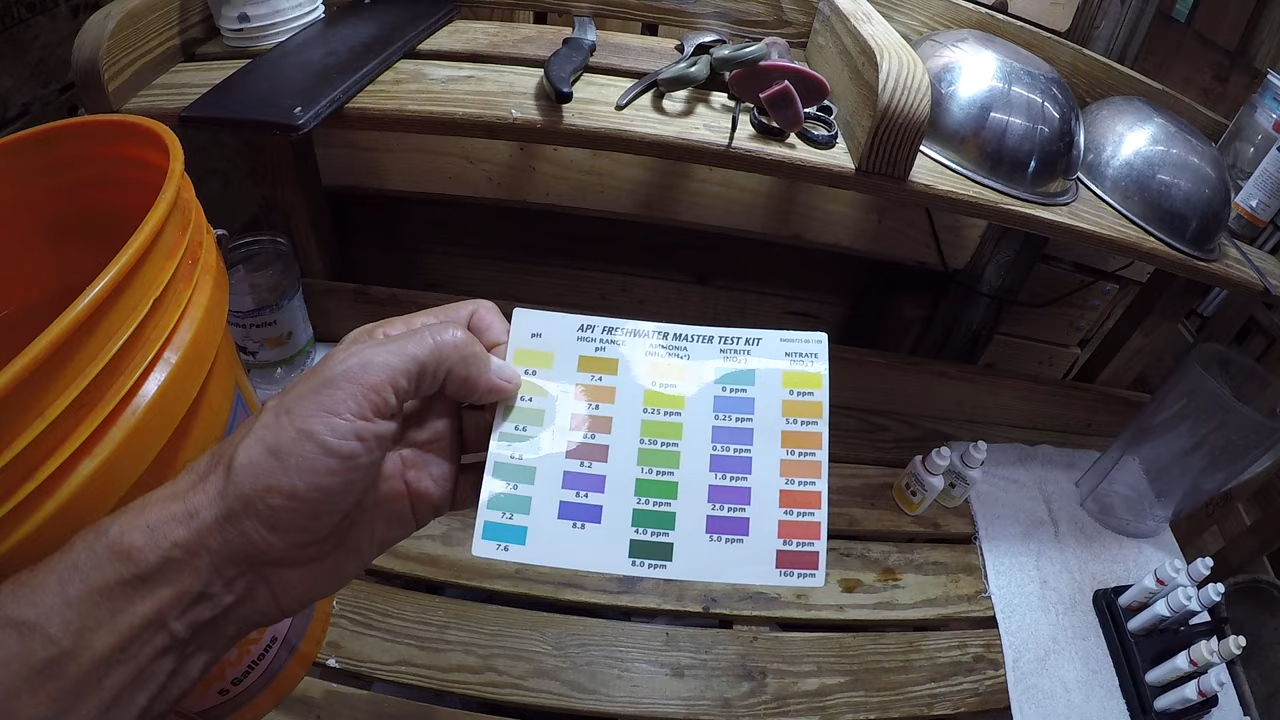 API FRESHWATER MASTER TEST KIT
pH
6.0
6.4
6.6
6.8
7.0
7.2
7.6
HIGH RANGE
pH
7.4
7.8
8.0
8.2
8.4
8.8
AMMONIA
(NH₃/NH₄⁺)
0 ppm
0.25 ppm
0.50 ppm
1.0 ppm
2.0 ppm
4.0 ppm
8.0 ppm
NITRITE
(NO₂⁻)
0 ppm
0.25 ppm
0.50 ppm
1.0 ppm
2.0 ppm
5.0 ppm
NITRATE
(NO₃⁻)
0 ppm
5.0 ppm
10 ppm
20 ppm
40 ppm
80 ppm
160 ppm
Pellet
5 Gallons